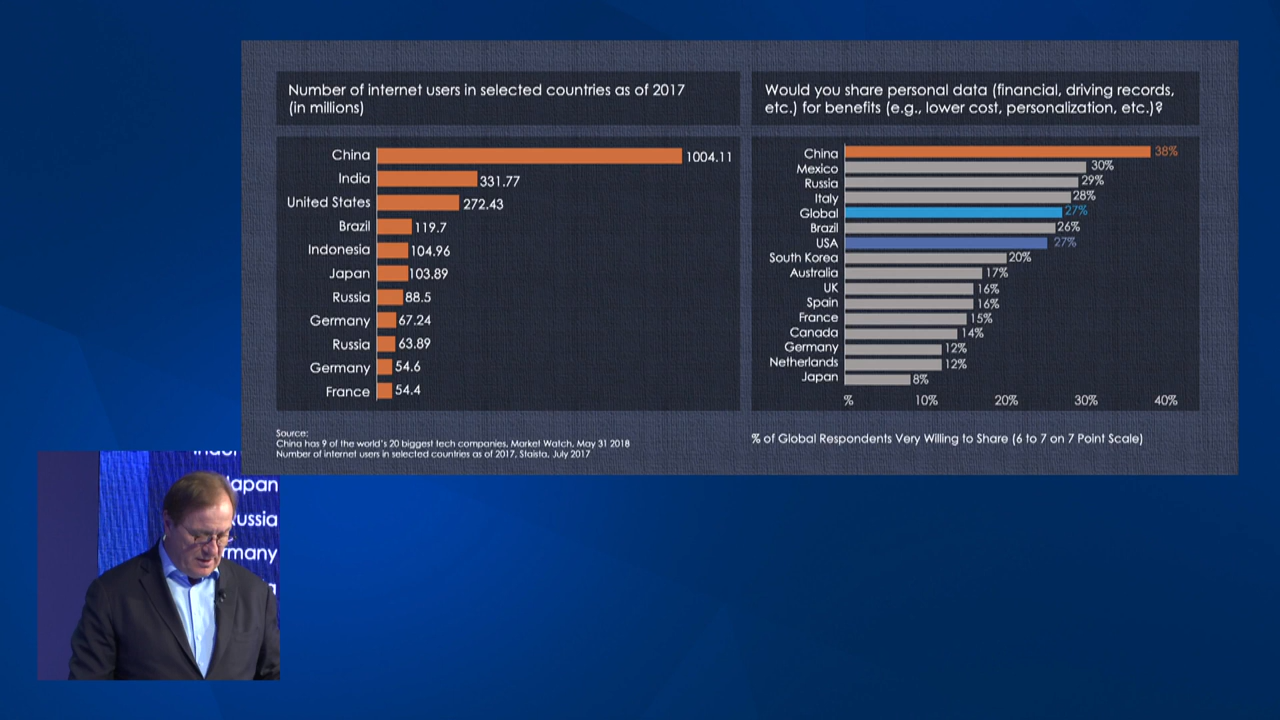 Number of internet users in selected countries as of 2017
(in millions)
China 1004.11
India 331.77
United States 272.43
Brazil 119.7
Indonesia 104.96
Japan 103.89
Russia 88.5
Germany 67.24
Russia 63.89
Germany 54.6
France 54.4
Source:
China has 9 of the world's 20 biggest tech companies, Market Watch, May 31 2018
Number of internet users in selected countries as of 2017, Staista, July 2017
Would you share personal data (financial, driving records,
etc.) for benefits (e.g., lower cost, personalization, etc.)?
China 38%
Mexico 30%
Russia 29%
Italy 28%
Global 27%
Brazil 26%
USA 27%
South Korea 20%
Australia 17%
UK 16%
Spain 16%
France 15%
Canada 14%
Germany 12%
Netherlands 12%
Japan 8%
% 10% 20% 30% 40%
% of Global Respondents Very Willing to Share (6 to 7 on 7 Point Scale)
apan
ussia
rmany